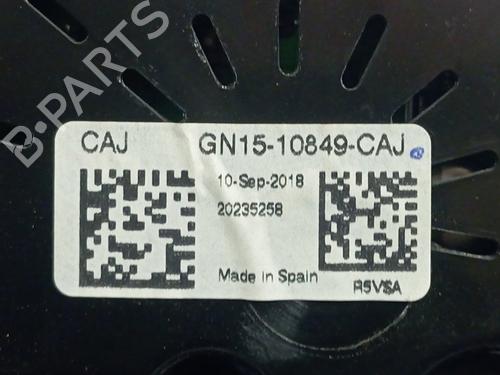 B-PARTS
CAJ GN15-10849-CAJ
10-Sep-2018
20235258
Made in Spain
R5VSA